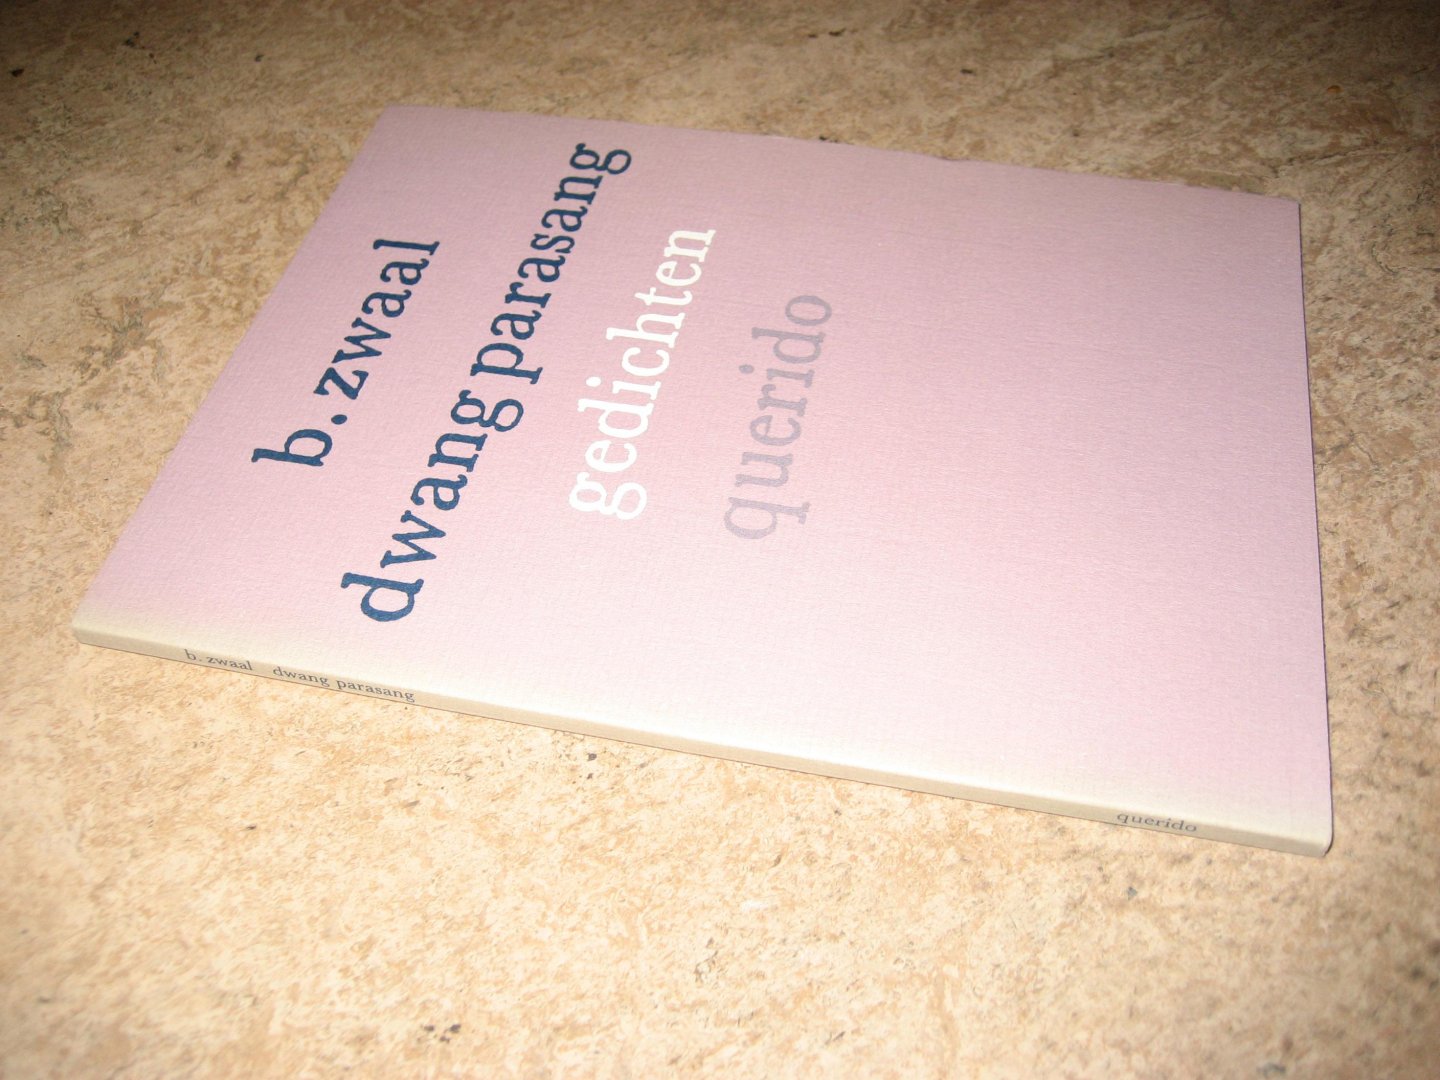 b. zwaal
dwang parasang
gedichten
querido
b. zwaal dwang parasang querido